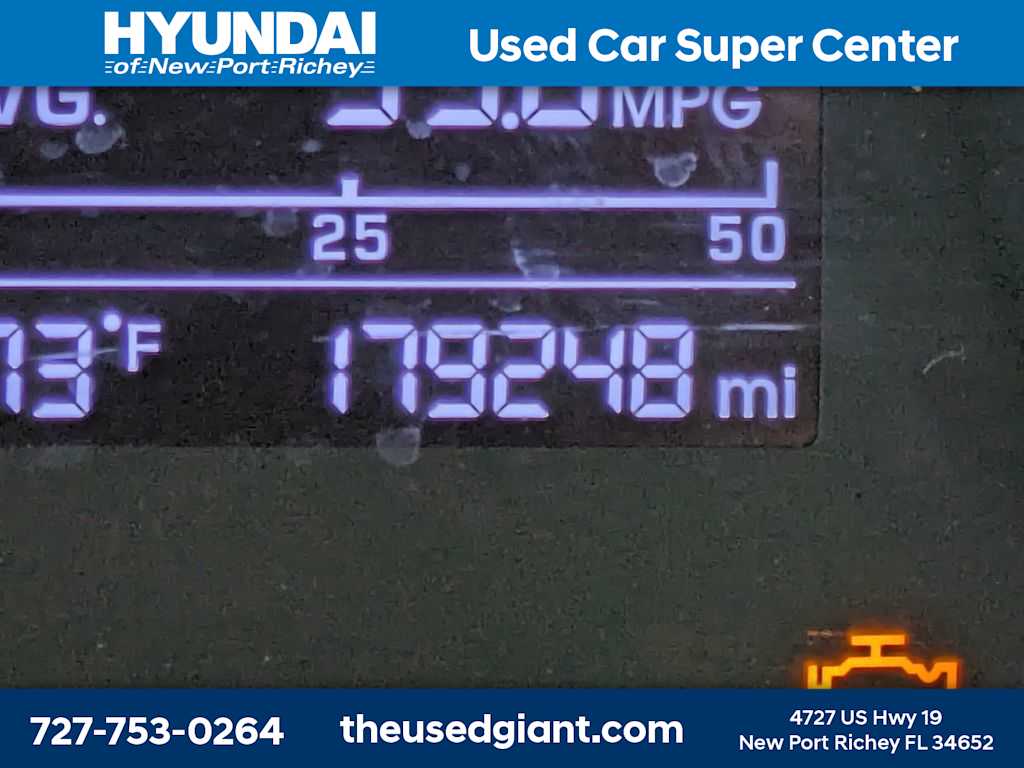 HYUNDAI
of New Port Richey
Used Car Super Center
MPG
25 50
73°F 179248 mi
727-753-0264
theusedgiant.com
4727 US Hwy 19
New Port Richey FL 34652